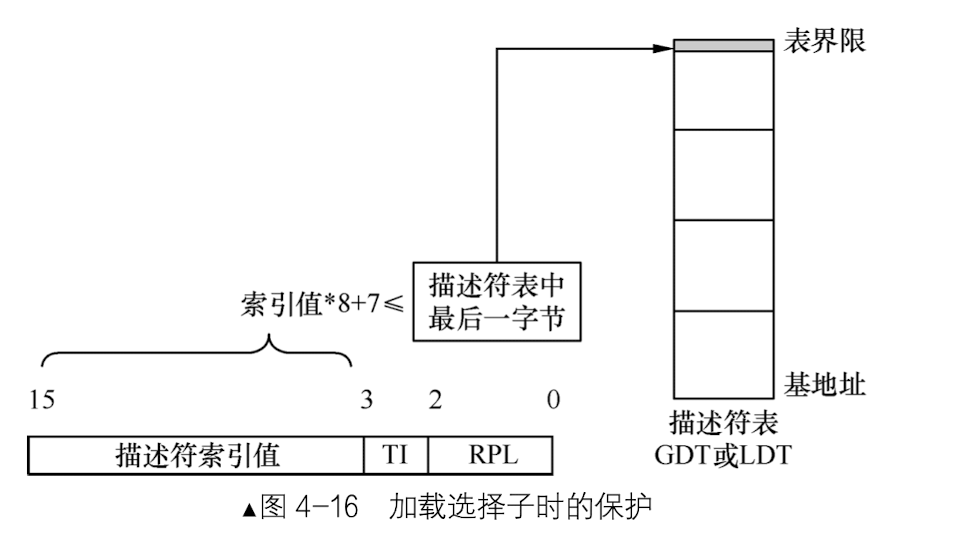 表界限
描述符表中
最后一字节
索引值*8+7≤
基地址
15 3 2 0
描述符表
GDT或LDT
描述符索引值 TI RPL
▲图 4-16 加载选择子时的保护